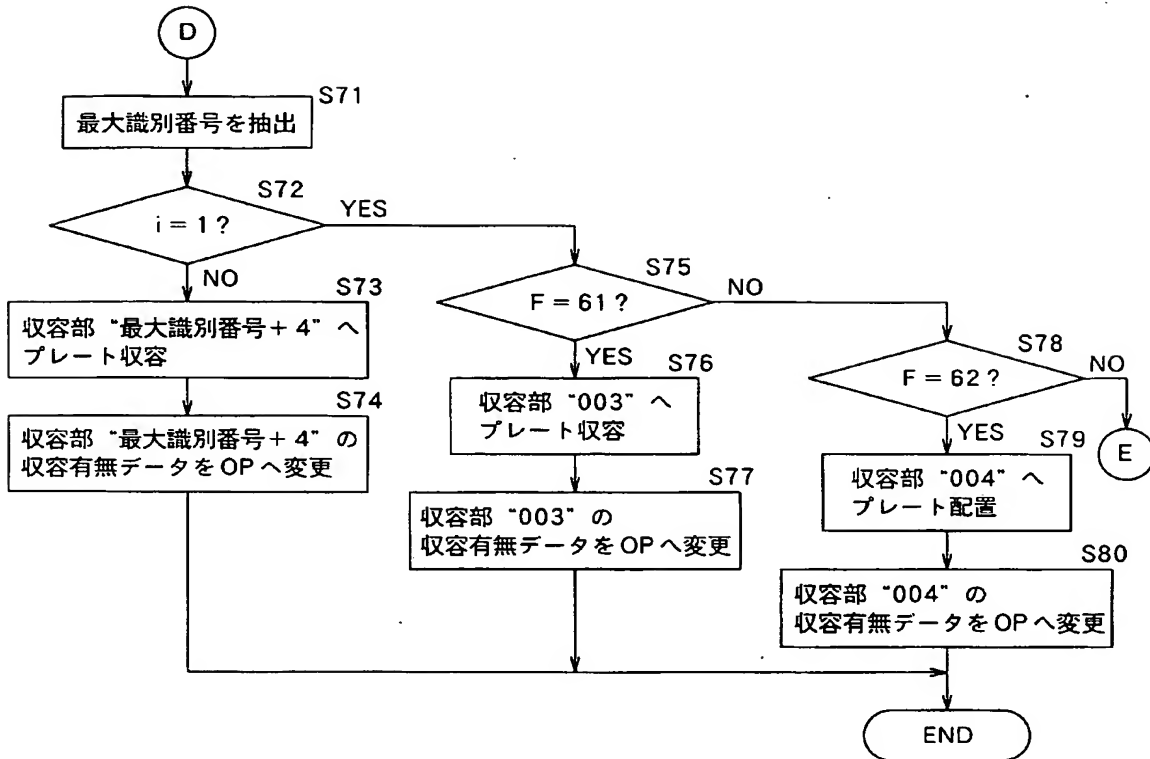 D
S71
最大識別番号を抽出
S72
i = 1 ?
YES
NO
S73
収容部 "最大識別番号+4" へ
プレート収容
S74
収容部 "最大識別番号+4" の
収容有無データをOPへ変更
S75
F = 61 ?
NO
YES
S76
収容部 "003" へ
プレート収容
S77
収容部 "003" の
収容有無データをOPへ変更
S78
F = 62 ?
NO
YES
E
S79
収容部 "004" へ
プレート配置
S80
収容部 "004" の
収容有無データをOPへ変更
END